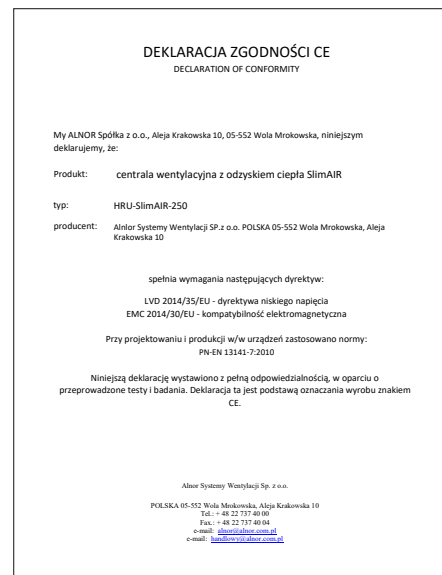 DEKLARACJA ZGODNOŚCI CE
DECLARATION OF CONFORMITY
My ALNOR Spółka z o.o., Aleja Krakowska 10, 05-552 Wola Mrokowska, niniejszym
deklarujemy, że:
Produkt: centrala wentylacyjna z odzyskiem ciepła SlimAIR
typ: HRU-SlimAIR-250
producent: Alnlor Systemy Wentylacji SP.z o.o. POLSKA 05-552 Wola Mrokowska, Aleja
Krakowska 10
spełnia wymagania następujących dyrektyw:
LVD 2014/35/EU - dyrektywa niskiego napięcia
EMC 2014/30/EU - kompatybilność elektromagnetyczna
Przy projektowaniu i produkcji w/w urządzeń zastosowano normy:
PN-EN 13141-7:2010
Niniejszą deklarację wystawiono z pełną odpowiedzialnością, w oparciu o
przeprowadzone testy i badania. Deklaracja ta jest podstawą oznaczania wyrobu znakiem
CE.
Alnor Systemy Wentylacji Sp. z o.o.
POLSKA 05-552 Wola Mrokowska, Aleja Krakowska 10
Tel.: + 48 22 737 40 00
Fax.: + 48 22 737 40 04
e-mail: alnor@alnor.com.pl
e-mail: handlowy@alnor.com.pl